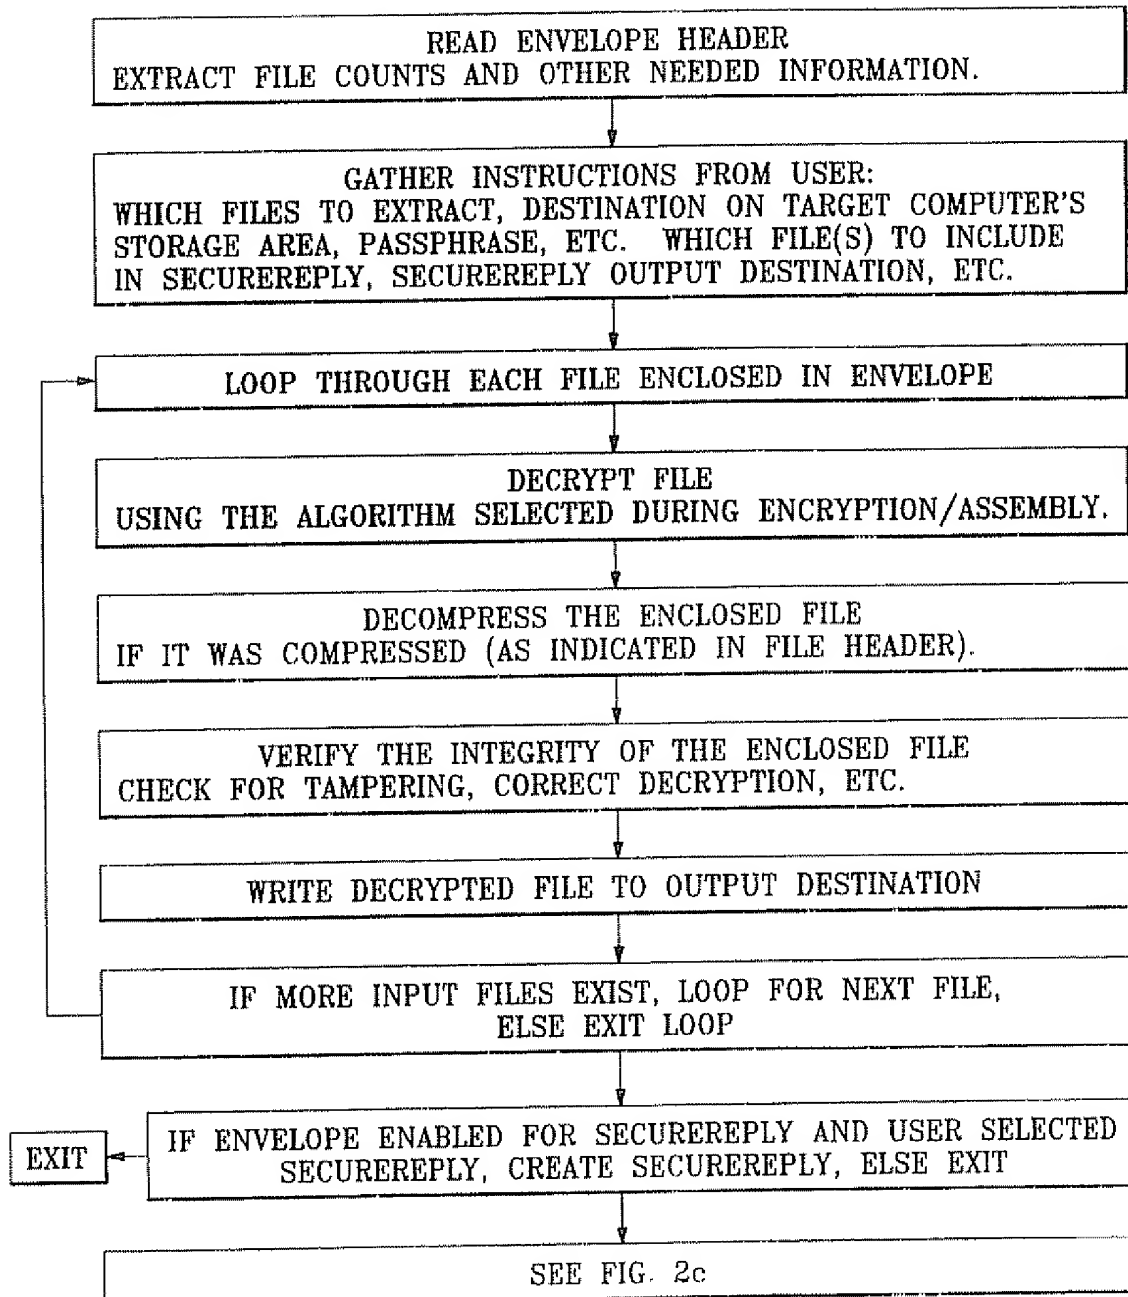 READ ENVELOPE HEADER
EXTRACT FILE COUNTS AND OTHER NEEDED INFORMATION.
GATHER INSTRUCTIONS FROM USER:
WHICH FILES TO EXTRACT, DESTINATION ON TARGET COMPUTER'S
STORAGE AREA, PASSPHRASE, ETC. WHICH FILE(S) TO INCLUDE
IN SECUREREPLY, SECUREREPLY OUTPUT DESTINATION, ETC.
LOOP THROUGH EACH FILE ENCLOSED IN ENVELOPE
DECRYPT FILE
USING THE ALGORITHM SELECTED DURING ENCRYPTION/ASSEMBLY.
DECOMPRESS THE ENCLOSED FILE
IF IT WAS COMPRESSED (AS INDICATED IN FILE HEADER).
VERIFY THE INTEGRITY OF THE ENCLOSED FILE
CHECK FOR TAMPERING, CORRECT DECRYPTION, ETC.
WRITE DECRYPTED FILE TO OUTPUT DESTINATION
IF MORE INPUT FILES EXIST, LOOP FOR NEXT FILE,
ELSE EXIT LOOP
IF ENVELOPE ENABLED FOR SECUREREPLY AND USER SELECTED
SECUREREPLY, CREATE SECUREREPLY, ELSE EXIT
EXIT
SEE FIG. 2c